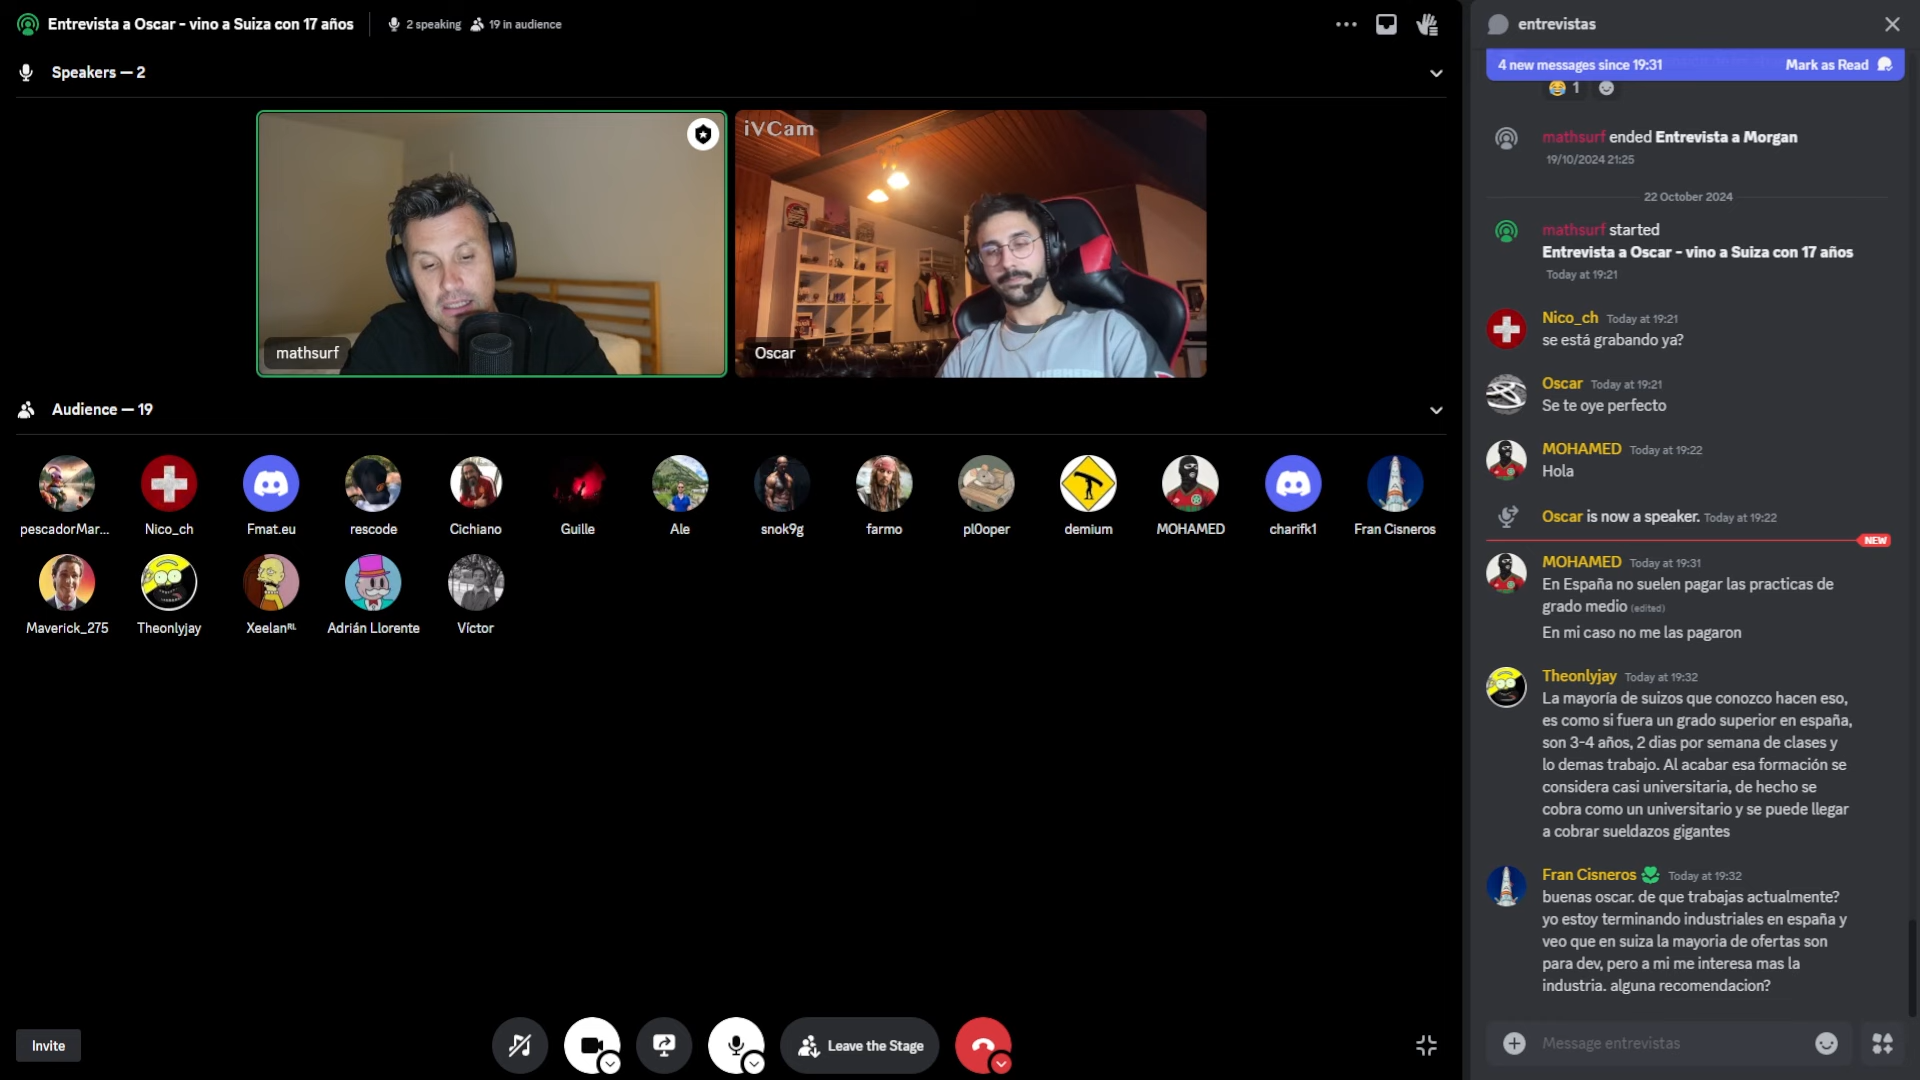 Entrevista a Oscar - vino a Suiza con 17 años
2 speaking
19 in audience
Speakers — 2
iVCam
mathsurf
Oscar
Audience — 19
pescadorMar...
Nico_ch
Fmat.eu
rescode
Cichiano
Guille
Ale
snok9g
farmo
pl0oper
demium
MOHAMED
charifk1
Fran Cisneros
Maverick_275
Theonlyjay
Xeelanᴿᴸ
Adrián Llorente
Víctor
Invite
Leave the Stage
entrevistas
4 new messages since 19:31
Mark as Read
1
mathsurf ended Entrevista a Morgan
19/10/2024 21:25
22 October 2024
mathsurf started
Entrevista a Oscar - vino a Suiza con 17 años
Today at 19:21
Nico_ch Today at 19:21
se está grabando ya?
Oscar Today at 19:21
Se te oye perfecto
MOHAMED Today at 19:22
Hola
Oscar is now a speaker. Today at 19:22
NEW
MOHAMED Today at 19:31
En España no suelen pagar las practicas de
grado medio (edited)
En mi caso no me las pagaron
Theonlyjay Today at 19:32
La mayoría de suizos que conozco hacen eso,
es como si fuera un grado superior en españa,
son 3-4 años, 2 dias por semana de clases y
lo demas trabajo. Al acabar esa formación se
considera casi universitaria, de hecho se
cobra como un universitario y se puede llegar
a cobrar sueldazos gigantes
Fran Cisneros Today at 19:32
buenas oscar. de que trabajas actualmente?
yo estoy terminando industriales en españa y
veo que en suiza la mayoria de ofertas son
para dev, pero a mi me interesa mas la
industria. alguna recomendacion?
Message entrevistas